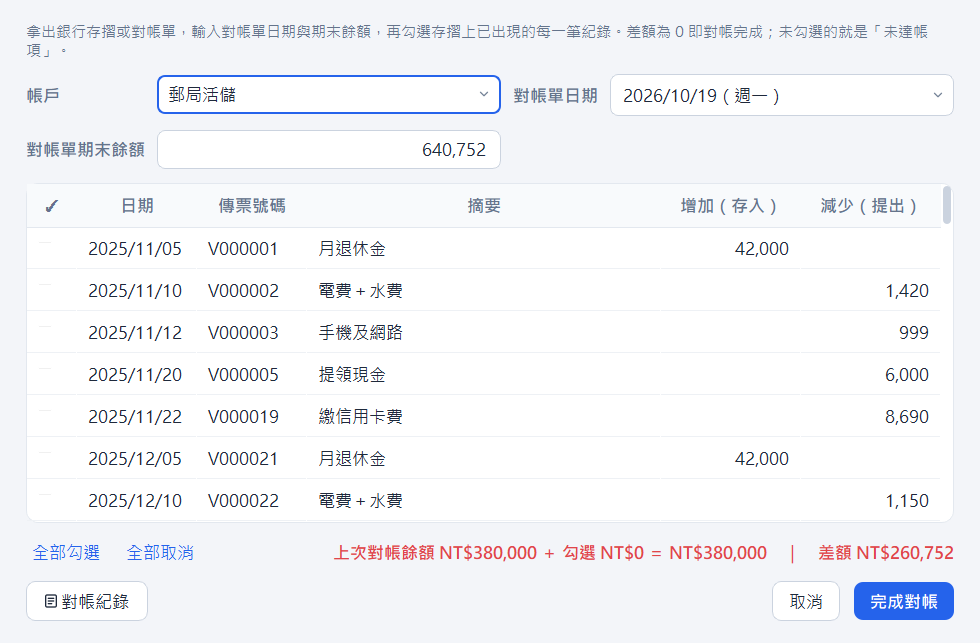 拿出銀行存摺或對帳單，輸入對帳單日期與期末餘額，再勾選存摺上已出現的每一筆紀錄。差額為 0 即對帳完成；未勾選的就是「未達帳
項」。
帳戶 郵局活儲 對帳單日期 2026/10/19（週一）
對帳單期末餘額 640,752
✓ 日期 傳票號碼 摘要 增加（存入） 減少（提出）
2025/11/05 V000001 月退休金 42,000
2025/11/10 V000002 電費＋水費 1,420
2025/11/12 V000003 手機及網路 999
2025/11/20 V000005 提領現金 6,000
2025/11/22 V000019 繳信用卡費 8,690
2025/12/05 V000021 月退休金 42,000
2025/12/10 V000022 電費＋水費 1,150
全部勾選 全部取消 上次對帳餘額 NT$380,000 ＋ 勾選 NT$0 ＝ NT$380,000 ｜ 差額 NT$260,752
對帳紀錄 取消 完成對帳